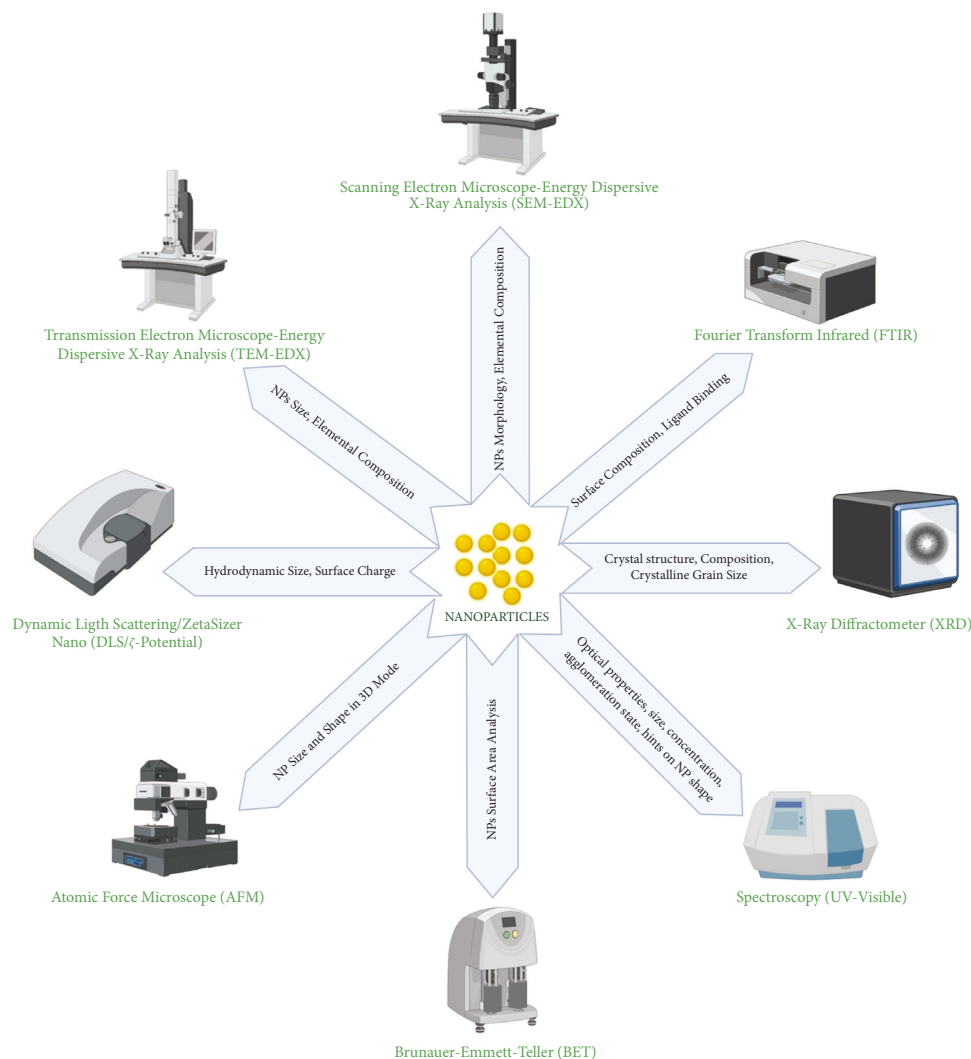 Scanning Electron Microscope-Energy Dispersive
X-Ray Analysis (SEM-EDX)
Trransmission Electron Microscope-Energy
Dispersive X-Ray Analysis (TEM-EDX)
Fourier Transform Infrared (FTIR)
NPs Morphology, Elemental Composition
NPs Size, Elemental Composition
Surface Composition, Ligand Binding
Hydrodynamic Size, Surface Charge
Crystal structure, Composition,
Crystalline Grain Size
NANOPARTICLES
Dynamic Ligth Scattering/ZetaSizer
Nano (DLS/ζ-Potential)
X-Ray Diffractometer (XRD)
NP Size and Shape in 3D Mode
NPs Surface Area Analysis
Optical properties, size, concentration,
agglomeration state, hints on NP shape
Atomic Force Microscope (AFM)
Spectroscopy (UV-Visible)
Brunauer-Emmett-Teller (BET)